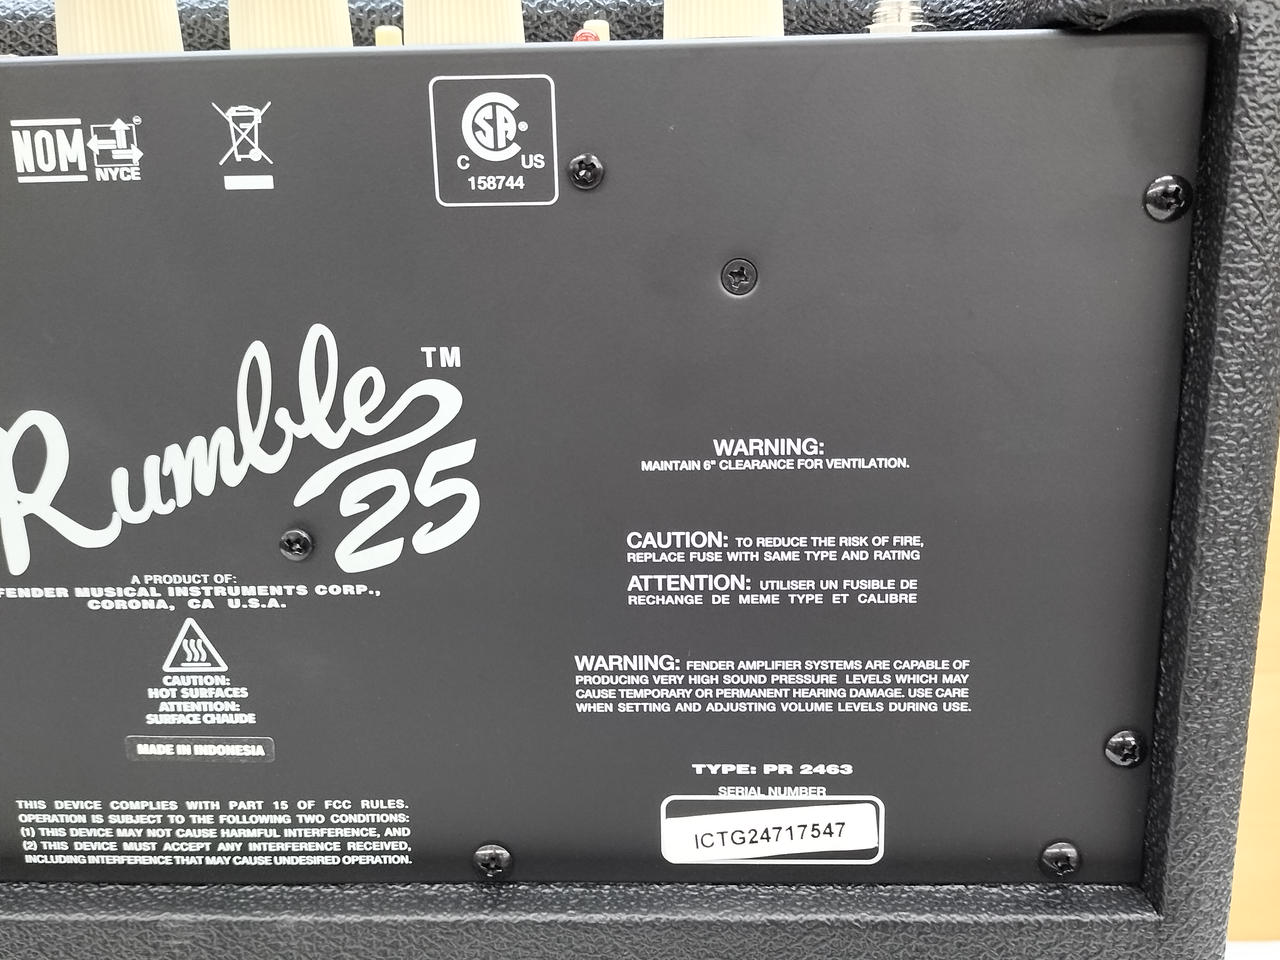 NOM
NYCE
SA
C US
158744
Rumble™
25
A PRODUCT OF:
FENDER MUSICAL INSTRUMENTS CORP.,
CORONA, CA U.S.A.
CAUTION:
HOT SURFACES
ATTENTION:
SURFACE CHAUDE
MADE IN INDONESIA
THIS DEVICE COMPLIES WITH PART 15 OF FCC RULES.
OPERATION IS SUBJECT TO THE FOLLOWING TWO CONDITIONS:
(1) THIS DEVICE MAY NOT CAUSE HARMFUL INTERFERENCE, AND
(2) THIS DEVICE MUST ACCEPT ANY INTERFERENCE RECEIVED,
INCLUDING INTERFERENCE THAT MAY CAUSE UNDESIRED OPERATION.
WARNING:
MAINTAIN 6" CLEARANCE FOR VENTILATION.
CAUTION: TO REDUCE THE RISK OF FIRE,
REPLACE FUSE WITH SAME TYPE AND RATING
ATTENTION: UTILISER UN FUSIBLE DE
RECHANGE DE MEME TYPE ET CALIBRE
WARNING: FENDER AMPLIFIER SYSTEMS ARE CAPABLE OF
PRODUCING VERY HIGH SOUND PRESSURE LEVELS WHICH MAY
CAUSE TEMPORARY OR PERMANENT HEARING DAMAGE. USE CARE
WHEN SETTING AND ADJUSTING VOLUME LEVELS DURING USE.
TYPE: PR 2463
SERIAL NUMBER
ICTG24717547